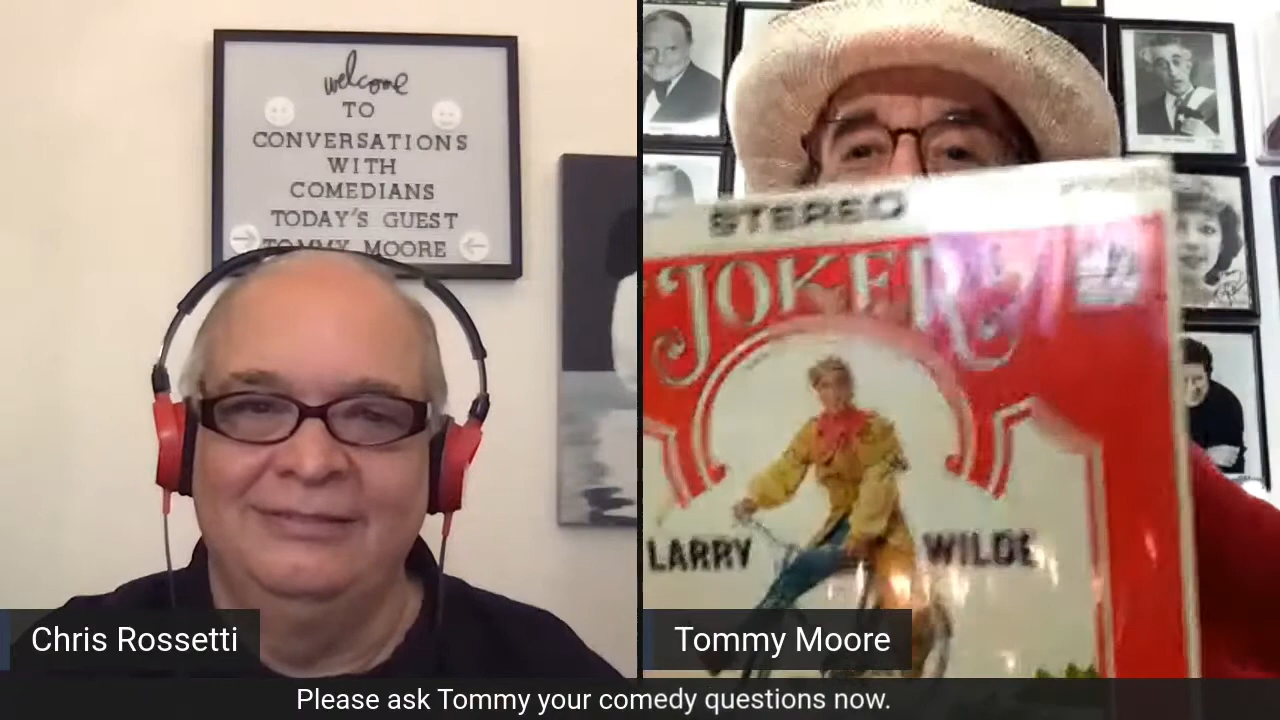 welcome
TO
CONVERSATIONS
WITH
COMEDIANS
TODAY'S GUEST
TOMMY MOORE
STEREO
JOKER
LARRY WILDE
Chris Rossetti
Tommy Moore
Please ask Tommy your comedy questions now.